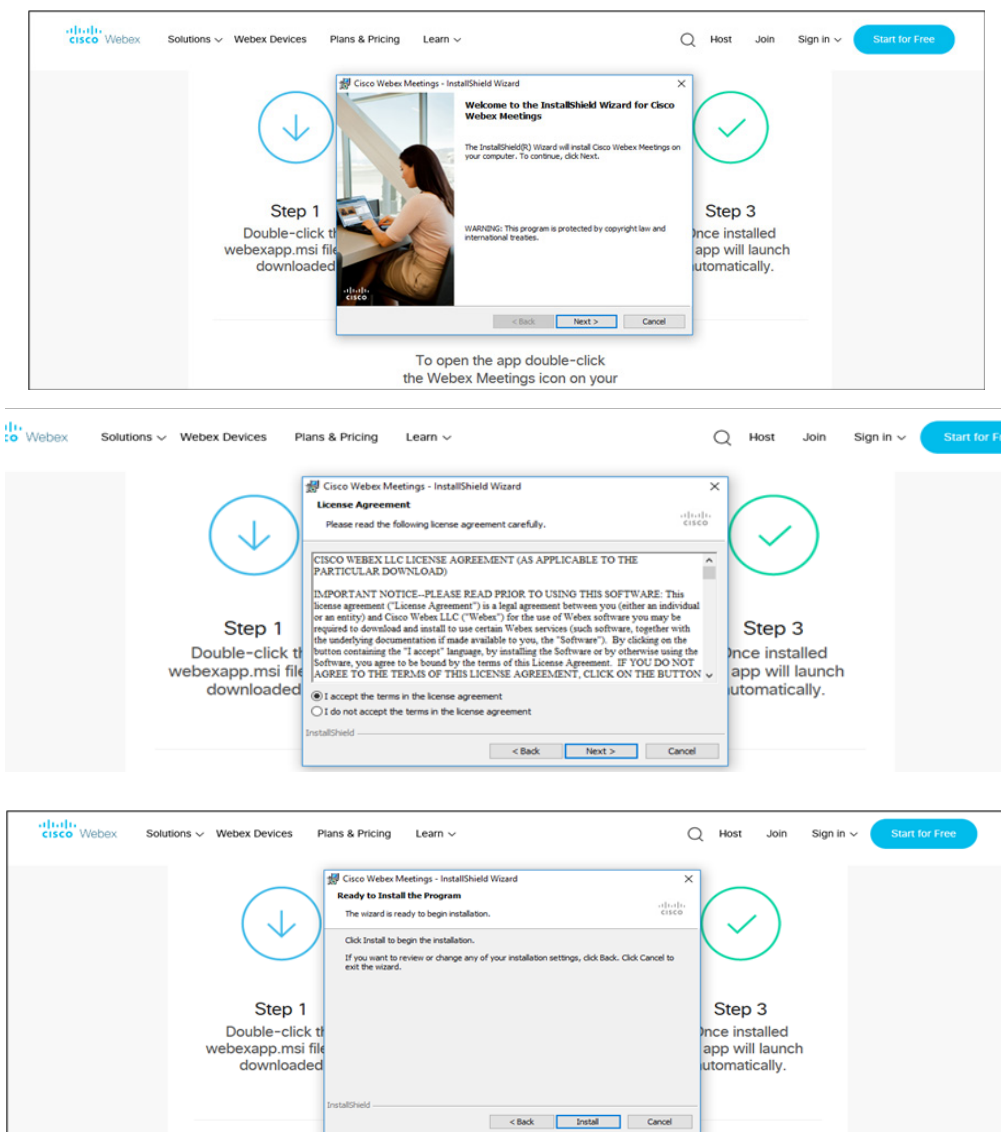 cisco Webex Solutions Webex Devices Plans & Pricing Learn Host Join Sign in Start for Free
Cisco Webex Meetings - InstallShield Wizard
Welcome to the InstallShield Wizard for Cisco
Webex Meetings
The InstallShield(R) Wizard will install Cisco Webex Meetings on
your computer. To continue, click Next.
WARNING: This program is protected by copyright law and
international treaties.
cisco
< Back Next > Cancel
Step 1
Double-click th
webexapp.msi file
downloaded
Step 3
Once installed
app will launch
utomatically.
To open the app double-click
the Webex Meetings icon on your
co Webex Solutions Webex Devices Plans & Pricing Learn Host Join Sign in Start for F
Cisco Webex Meetings - InstallShield Wizard
License Agreement
Please read the following license agreement carefully.
cisco
CISCO WEBEX LLC LICENSE AGREEMENT (AS APPLICABLE TO THE
PARTICULAR DOWNLOAD)
IMPORTANT NOTICE--PLEASE READ PRIOR TO USING THIS SOFTWARE: This
license agreement ("License Agreement") is a legal agreement between you (either an individual
or an entity) and Cisco Webex LLC ("Webex") for the use of Webex software you may be
required to download and install to use certain Webex services (such software, together with
the underlying documentation if made available to you, the "Software"). By clicking on the
button containing the "I accept" language, by installing the Software or by otherwise using the
Software, you agree to be bound by the terms of this License Agreement. IF YOU DO NOT
AGREE TO THE TERMS OF THIS LICENSE AGREEMENT, CLICK ON THE BUTTON
I accept the terms in the license agreement
I do not accept the terms in the license agreement
InstallShield
< Back Next > Cancel
Step 1
Double-click th
webexapp.msi file
downloaded
Step 3
Once installed
app will launch
utomatically.
cisco Webex Solutions Webex Devices Plans & Pricing Learn Host Join Sign in Start for Free
Cisco Webex Meetings - InstallShield Wizard
Ready to Install the Program
The wizard is ready to begin installation.
cisco
Click Install to begin the installation.
If you want to review or change any of your installation settings, click Back. Click Cancel to
exit the wizard.
InstallShield
< Back Install Cancel
Step 1
Double-click th
webexapp.msi file
downloaded
Step 3
Once installed
app will launch
utomatically.